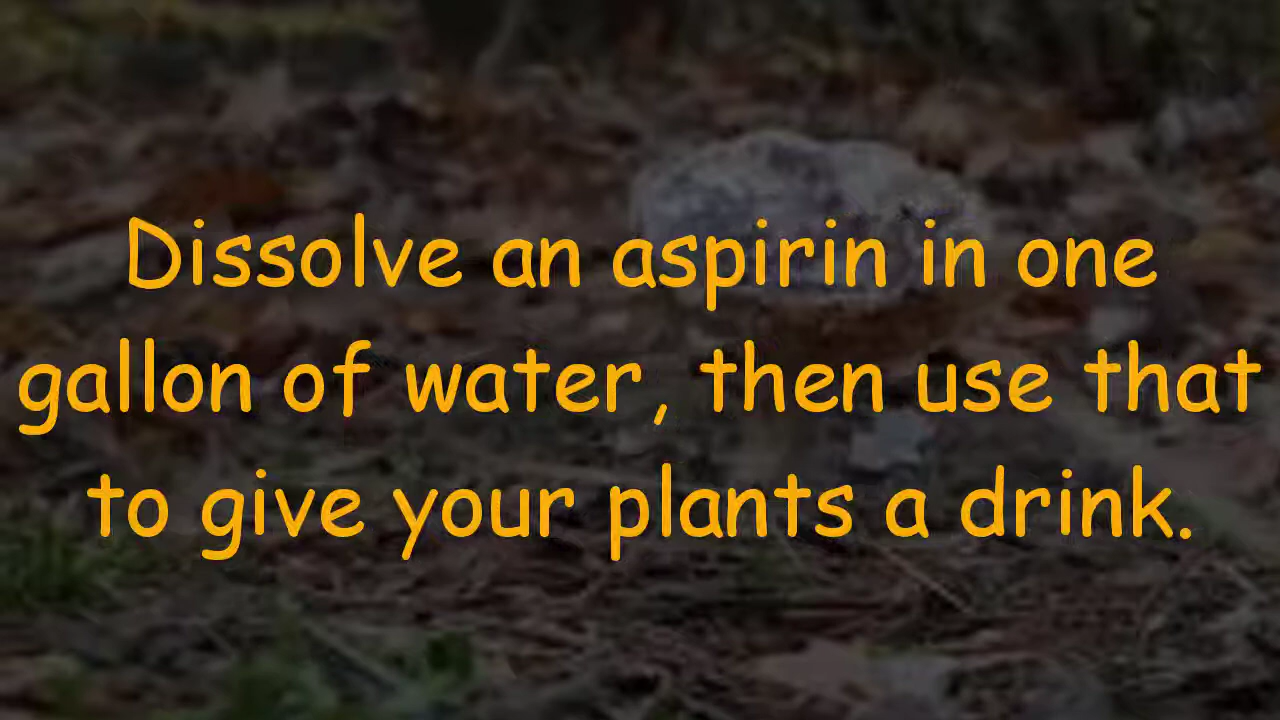 Dissolve an aspirin in one
gallon of water, then use that
to give your plants a drink.